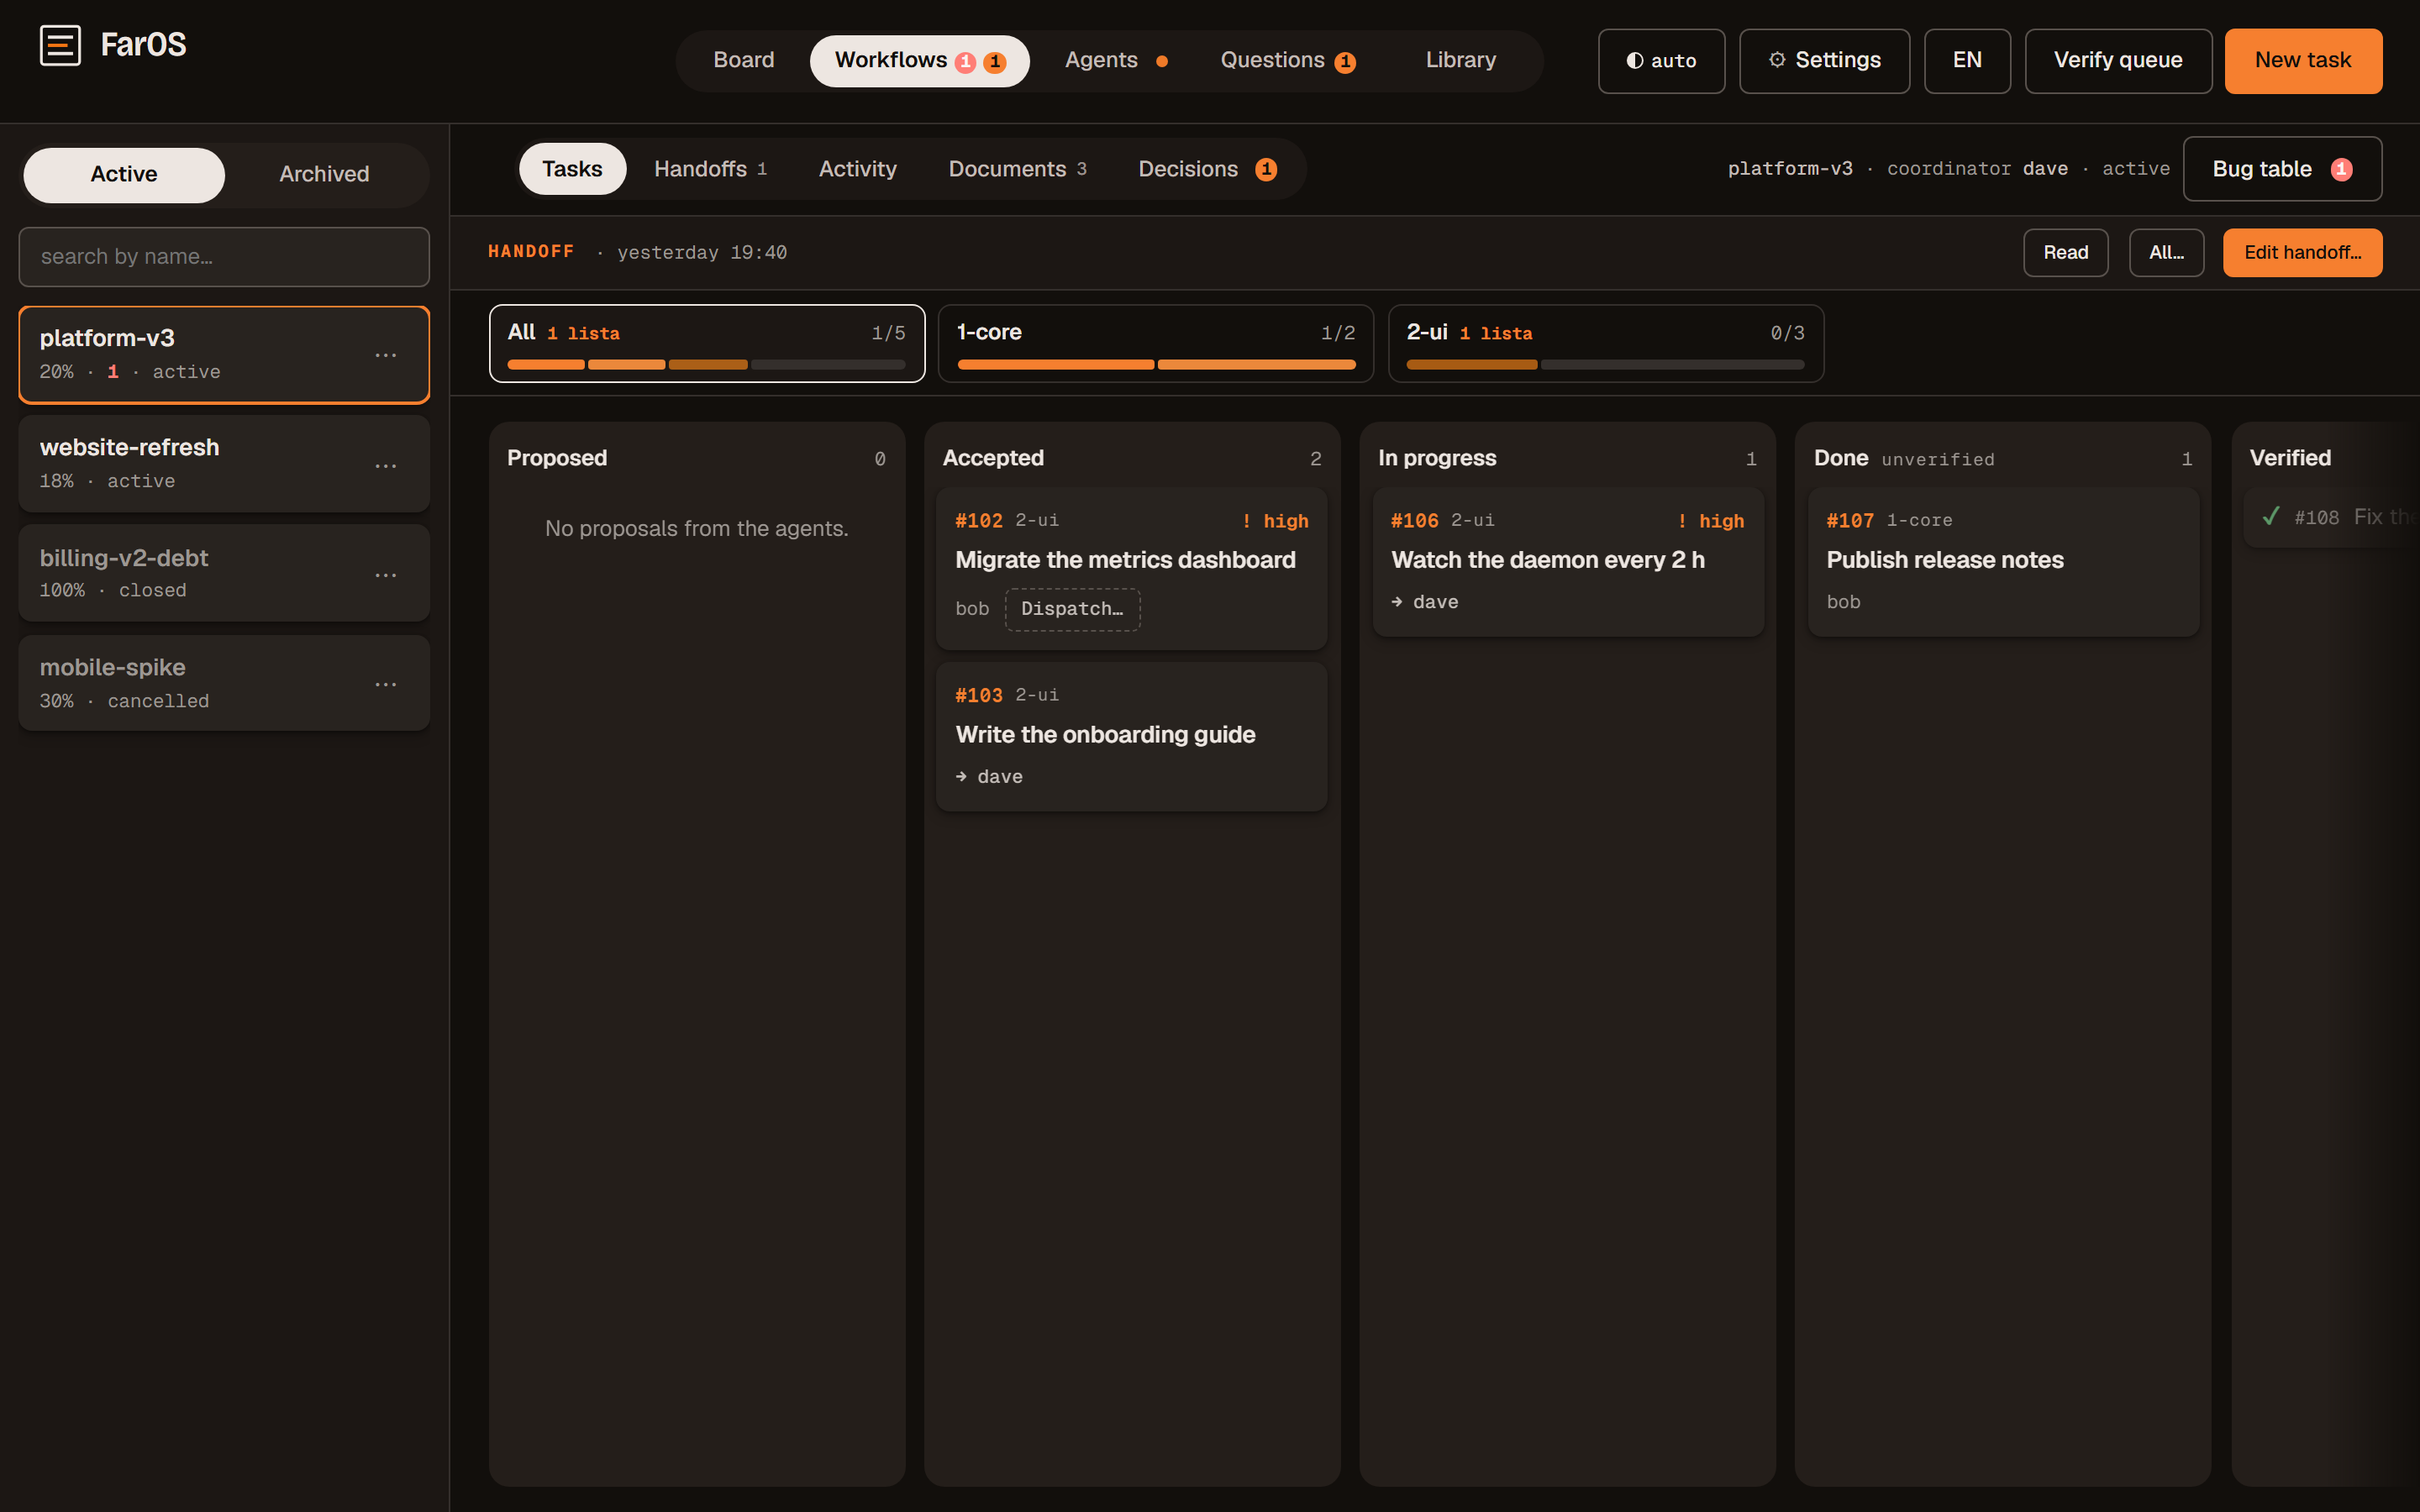 FarOS
Board
Workflows 1 1
Agents
Questions 1
Library
auto
Settings
EN
Verify queue
New task
Active
Archived
search by name…
platform-v3
20% · 1 · active
website-refresh
18% · active
billing-v2-debt
100% · closed
mobile-spike
30% · cancelled
Tasks
Handoffs 1
Activity
Documents 3
Decisions 1
platform-v3 · coordinator dave · active
Bug table 1
HANDOFF · yesterday 19:40
Read
All…
Edit handoff…
All 1 lista 1/5
1-core 1/2
2-ui 1 lista 0/3
Proposed 0
No proposals from the agents.
Accepted 2
#102 2-ui ! high
Migrate the metrics dashboard
bob Dispatch…
#103 2-ui
Write the onboarding guide
→ dave
In progress 1
#106 2-ui ! high
Watch the daemon every 2 h
→ dave
Done unverified 1
#107 1-core
Publish release notes
bob
Verified
✓ #108 Fix the